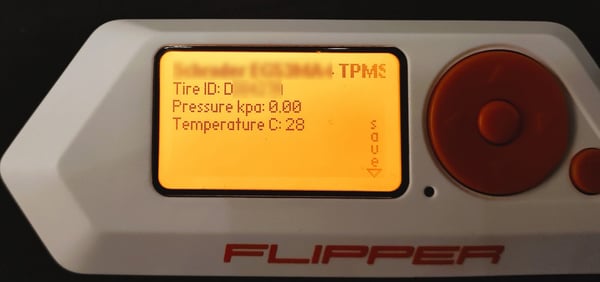 TPMS
Tire ID: D
Pressure kpa: 0.00
Temperature C: 28
save
FLIPPER